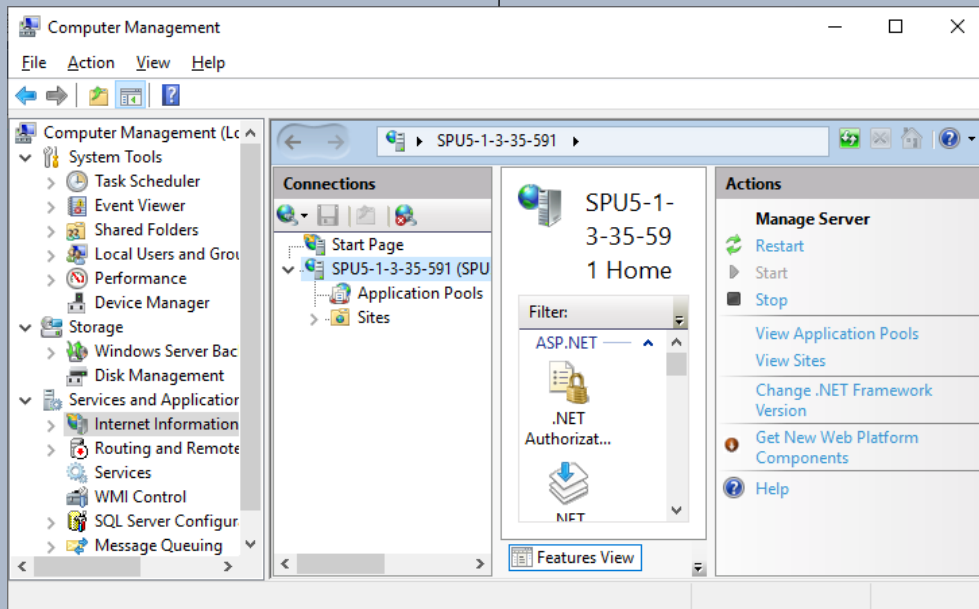 Computer Management
File Action View Help
Computer Management (Lo
System Tools
Task Scheduler
Event Viewer
Shared Folders
Local Users and Grou
Performance
Device Manager
Storage
Windows Server Bac
Disk Management
Services and Application
Internet Information
Routing and Remote
Services
WMI Control
SQL Server Configur
Message Queuing
SPU5-1-3-35-591
Connections
Start Page
SPU5-1-3-35-591 (SPU
Application Pools
Sites
SPU5-1-
3-35-59
1 Home
Filter:
ASP.NET
.NET
Authorizat...
.NET
Features View
Actions
Manage Server
Restart
Start
Stop
View Application Pools
View Sites
Change .NET Framework
Version
Get New Web Platform
Components
Help